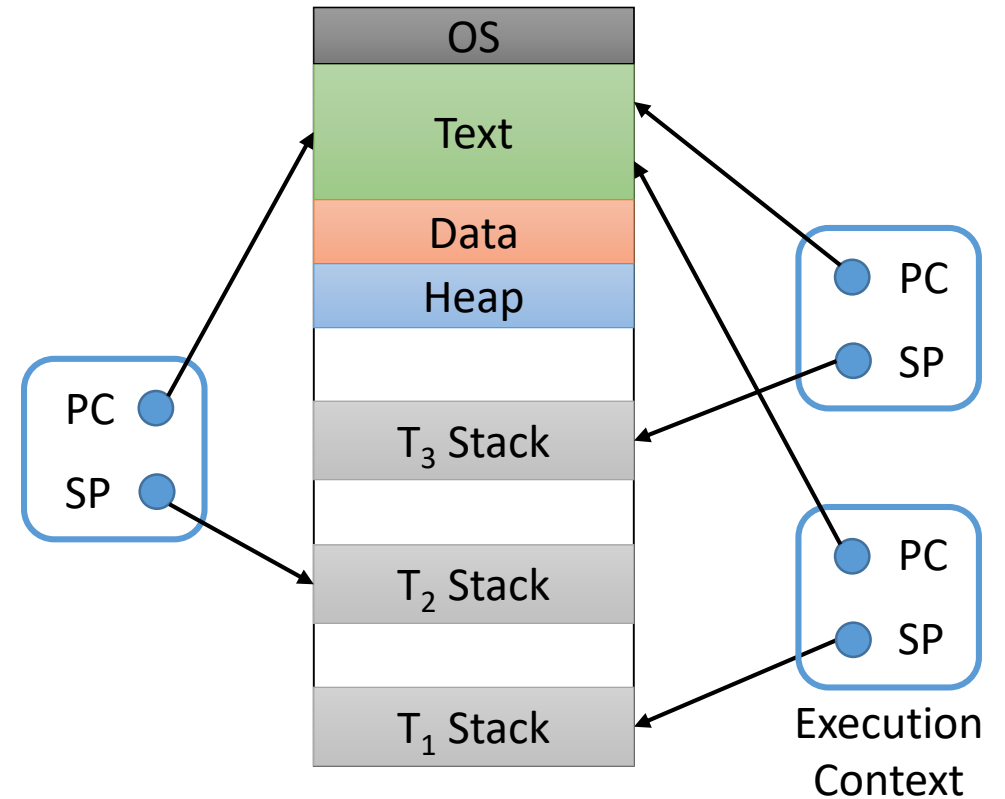 OS
Text
Data
Heap
T₃ Stack
T₂ Stack
T₁ Stack
PC
SP
PC
SP
PC
SP
Execution
Context